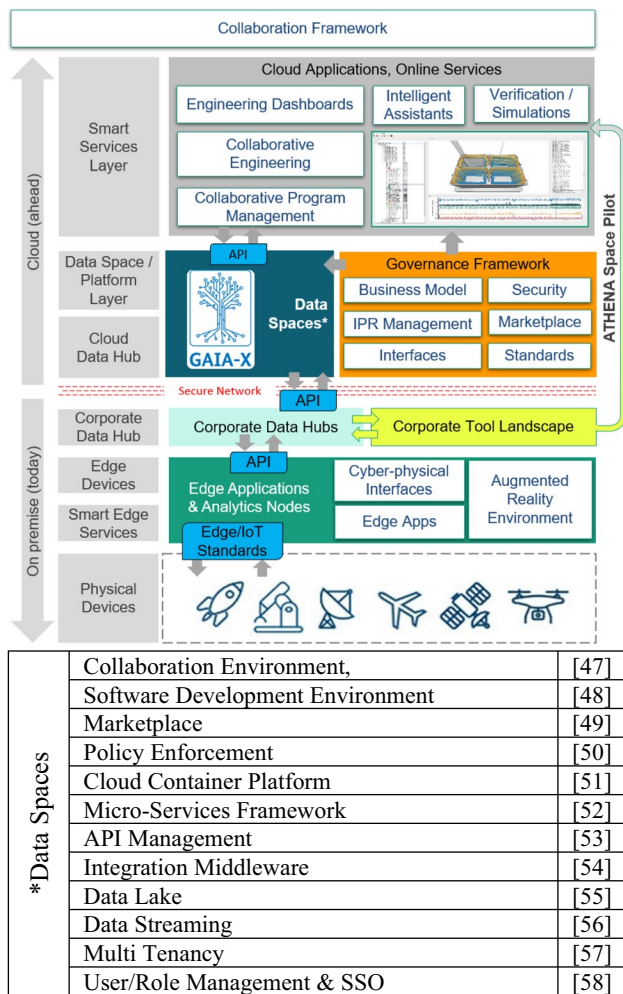 Collaboration Framework
Cloud (ahead)
Smart
Services
Layer
Cloud Applications, Online Services
Engineering Dashboards
Intelligent
Assistants
Verification /
Simulations
Collaborative
Engineering
Collaborative Program
Management
API
ATHENA Space Pilot
Data Space /
Platform
Layer
Cloud
Data Hub
GAIA-X
Data
Spaces*
Governance Framework
Business Model
Security
IPR Management
Marketplace
Interfaces
Standards
Secure Network
API
On premise (today)
Corporate
Data Hub
Corporate Data Hubs
Corporate Tool Landscape
Edge
Devices
Smart Edge
Services
API
Edge Applications
& Analytics Nodes
Cyber-physical
Interfaces
Edge Apps
Augmented
Reality
Environment
Edge/IoT
Standards
Physical
Devices
*Data Spaces
Collaboration Environment, [47]
Software Development Environment [48]
Marketplace [49]
Policy Enforcement [50]
Cloud Container Platform [51]
Micro-Services Framework [52]
API Management [53]
Integration Middleware [54]
Data Lake [55]
Data Streaming [56]
Multi Tenancy [57]
User/Role Management & SSO [58]